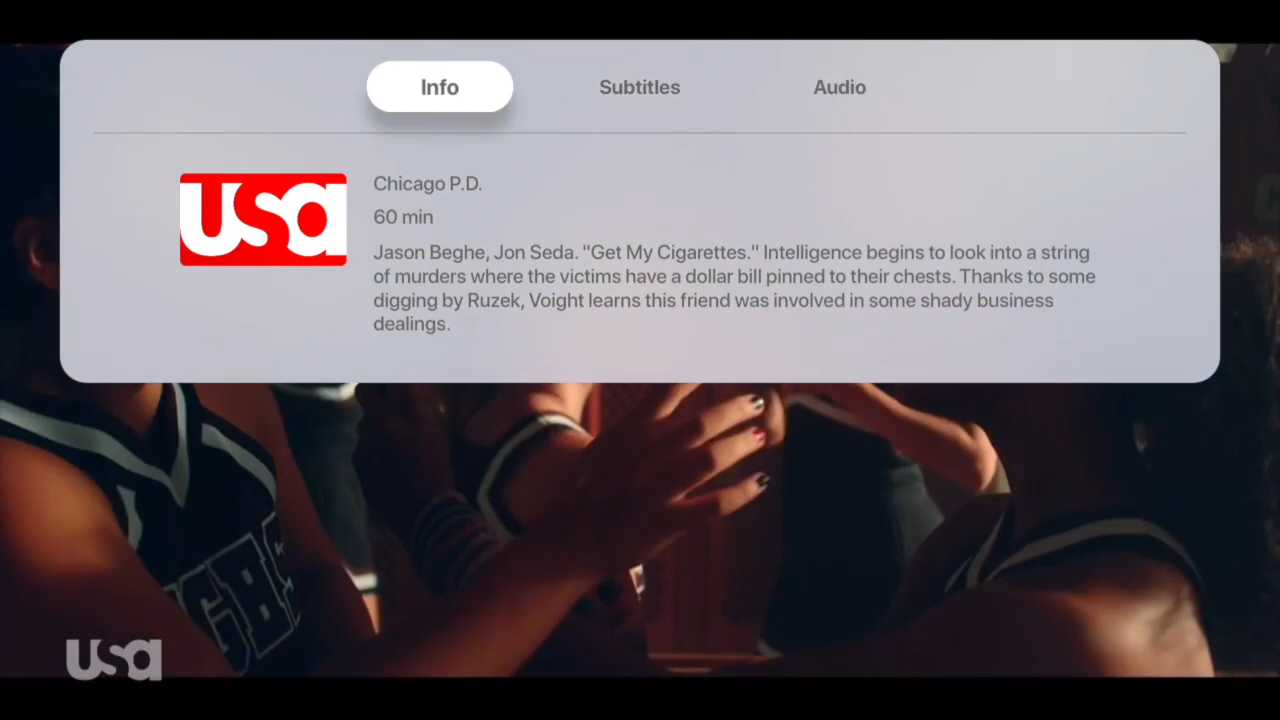 Info
Subtitles
Audio
usa
Chicago P.D.
60 min
Jason Beghe, Jon Seda. "Get My Cigarettes." Intelligence begins to look into a string
of murders where the victims have a dollar bill pinned to their chests. Thanks to some
digging by Ruzek, Voight learns this friend was involved in some shady business
dealings.
usa